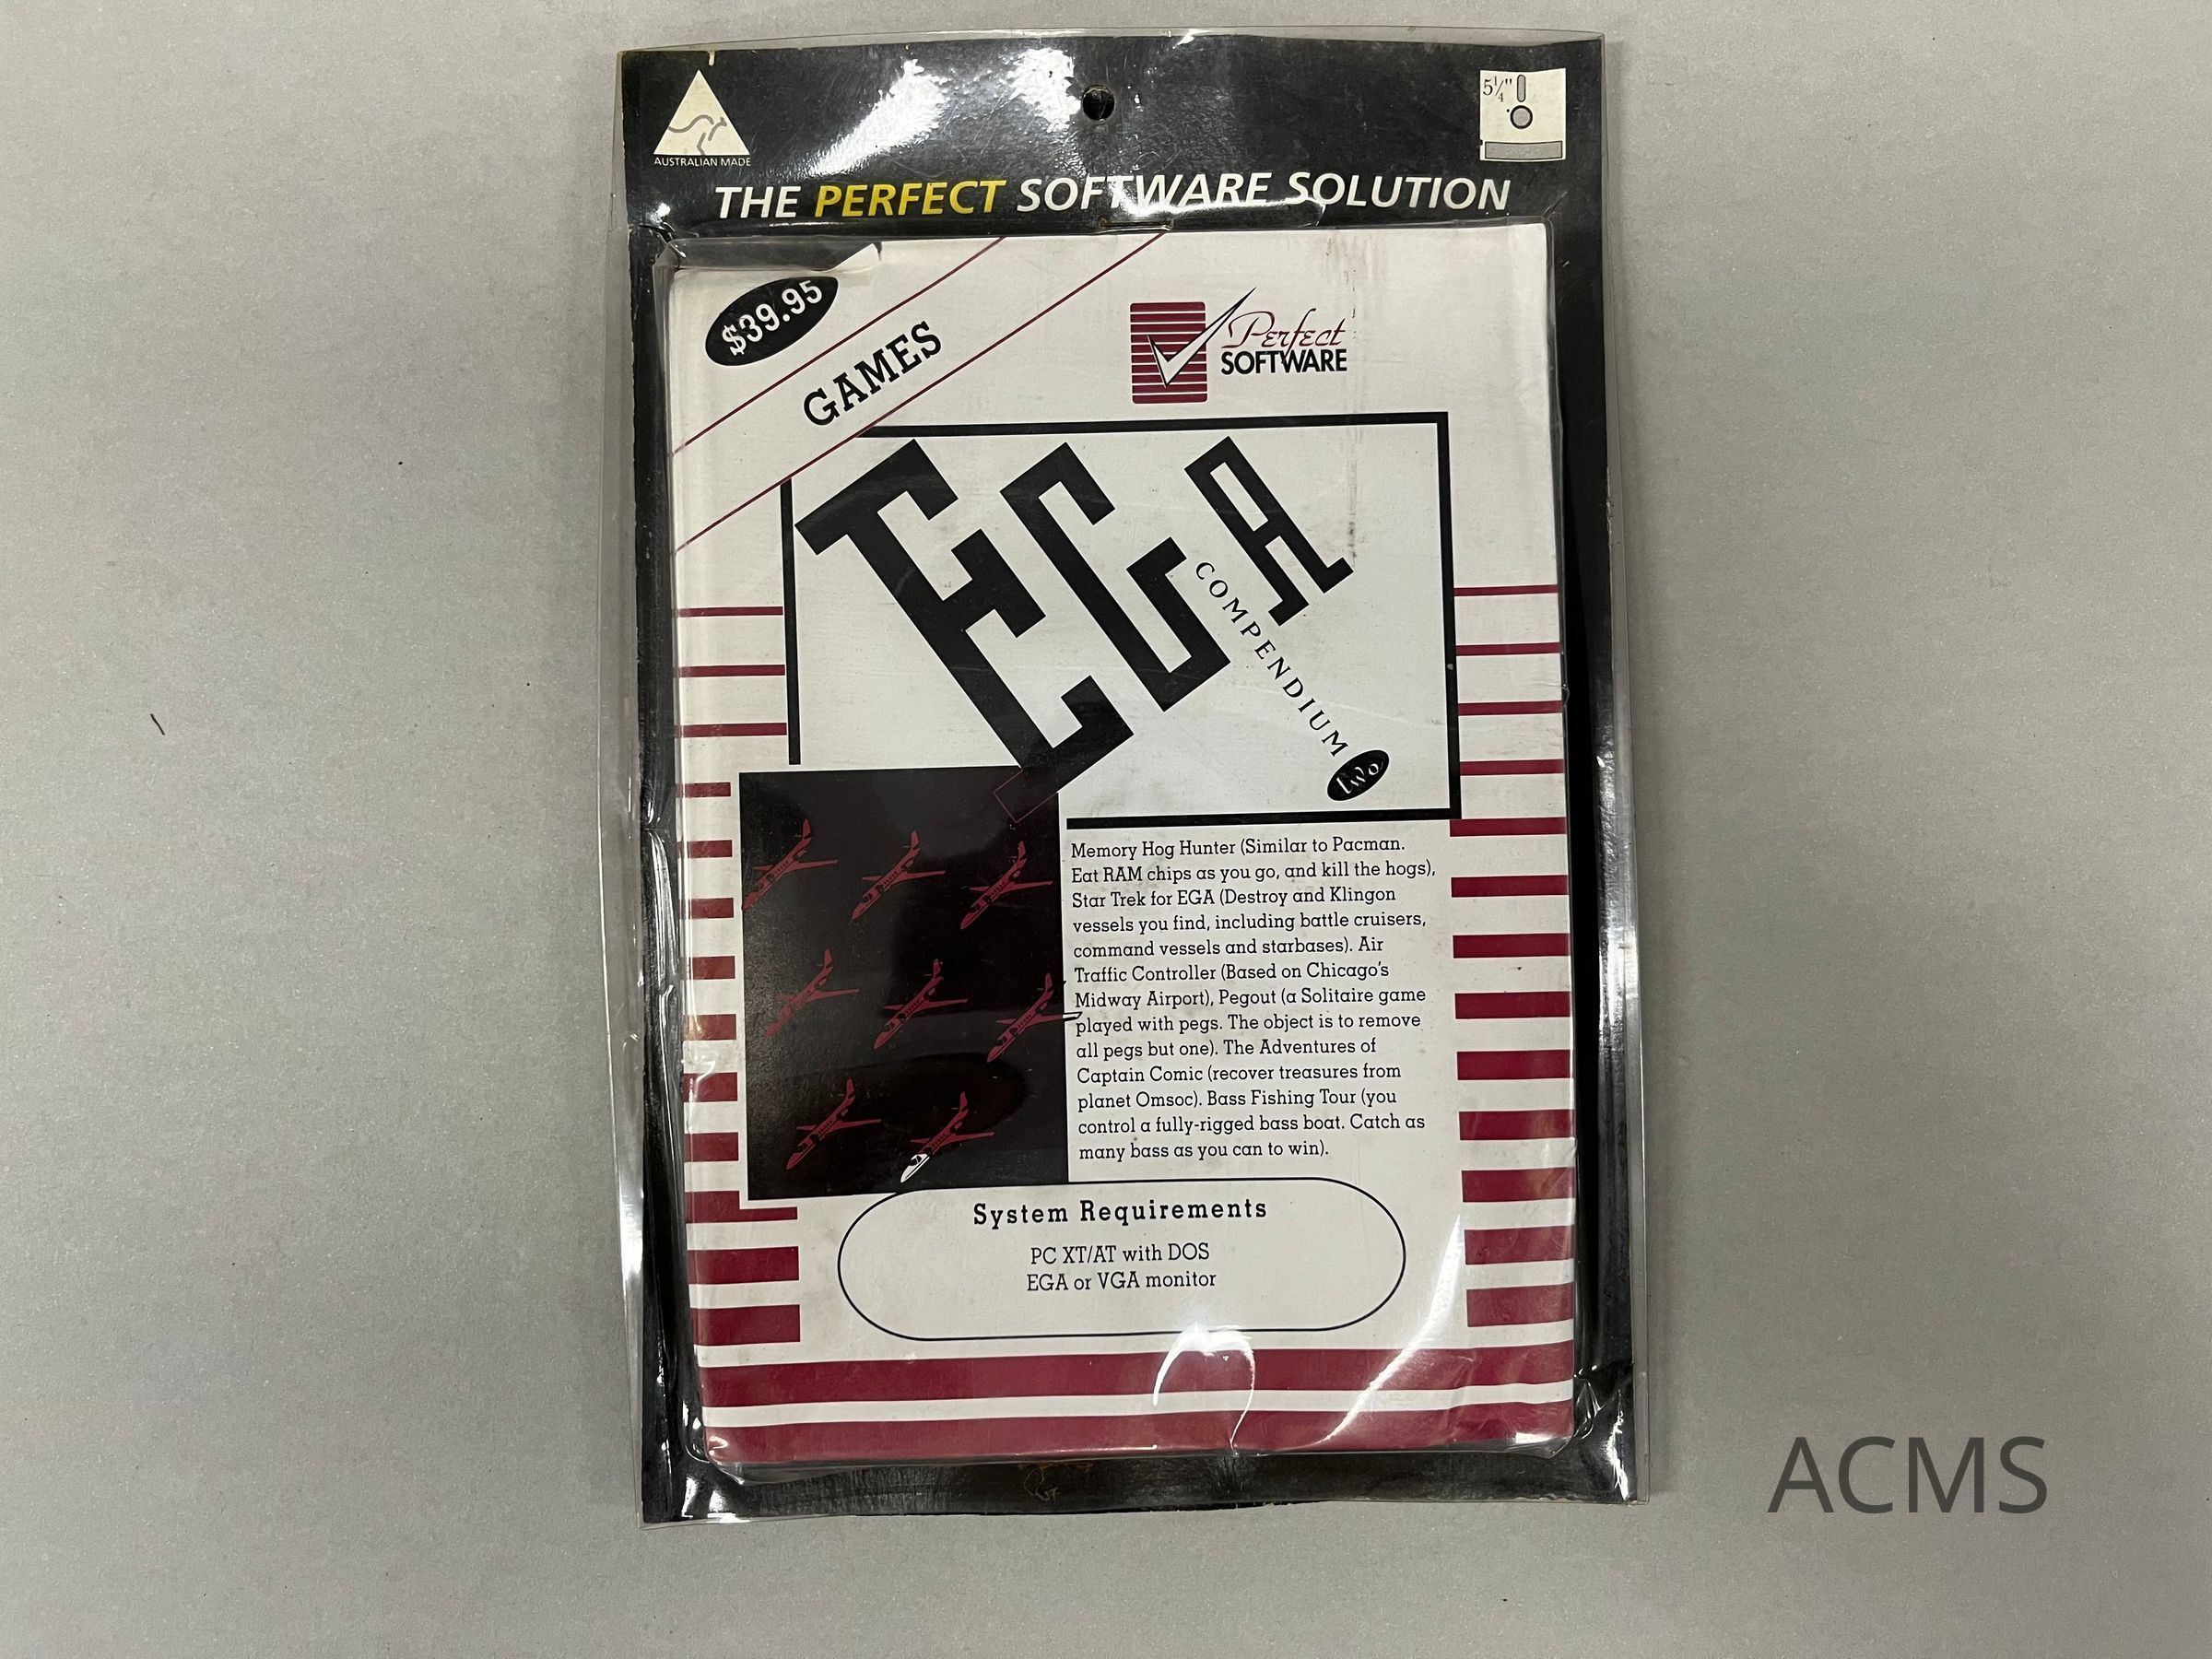 AUSTRALIAN MADE
5¼"
THE PERFECT SOFTWARE SOLUTION
$39.95
GAMES
Perfect
SOFTWARE
EGA
COMPENDIUM
two
Memory Hog Hunter (Similar to Pacman.
Eat RAM chips as you go, and kill the hogs),
Star Trek for EGA (Destroy and Klingon
vessels you find, including battle cruisers,
command vessels and starbases). Air
Traffic Controller (Based on Chicago's
Midway Airport), Pegout (a Solitaire game
played with pegs. The object is to remove
all pegs but one). The Adventures of
Captain Comic (recover treasures from
planet Omsoc). Bass Fishing Tour (you
control a fully-rigged bass boat. Catch as
many bass as you can to win).
System Requirements
PC XT/AT with DOS
EGA or VGA monitor
ACMS